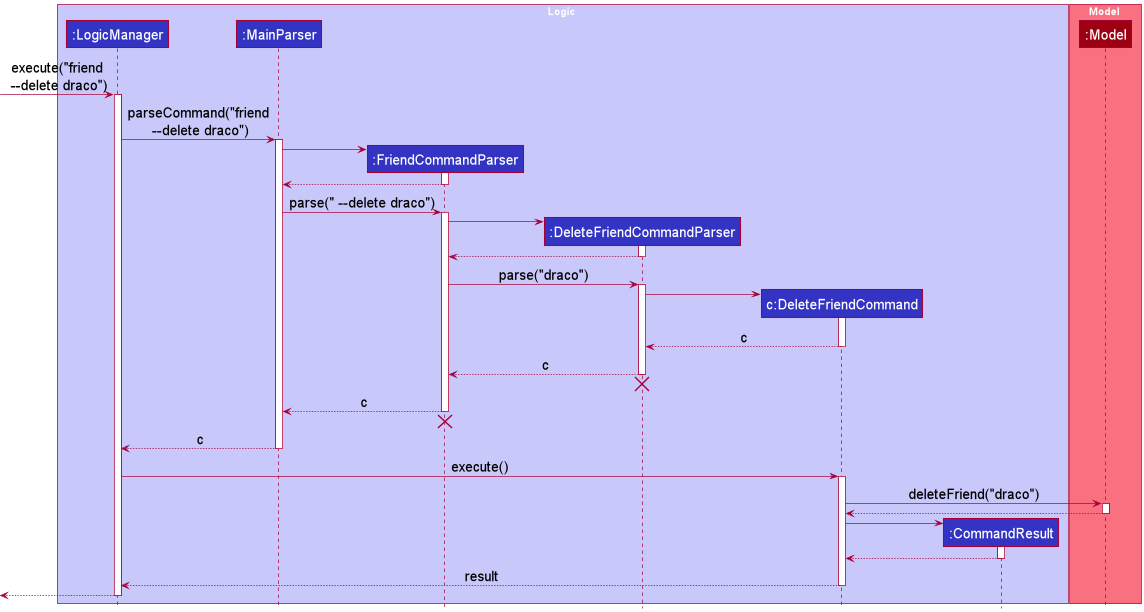 Logic
Model
:LogicManager
:MainParser
:Model
execute("friend
--delete draco")
parseCommand("friend
--delete draco")
:FriendCommandParser
parse(" --delete draco")
:DeleteFriendCommandParser
parse("draco")
c:DeleteFriendCommand
c
c
c
c
execute()
deleteFriend("draco")
:CommandResult
result